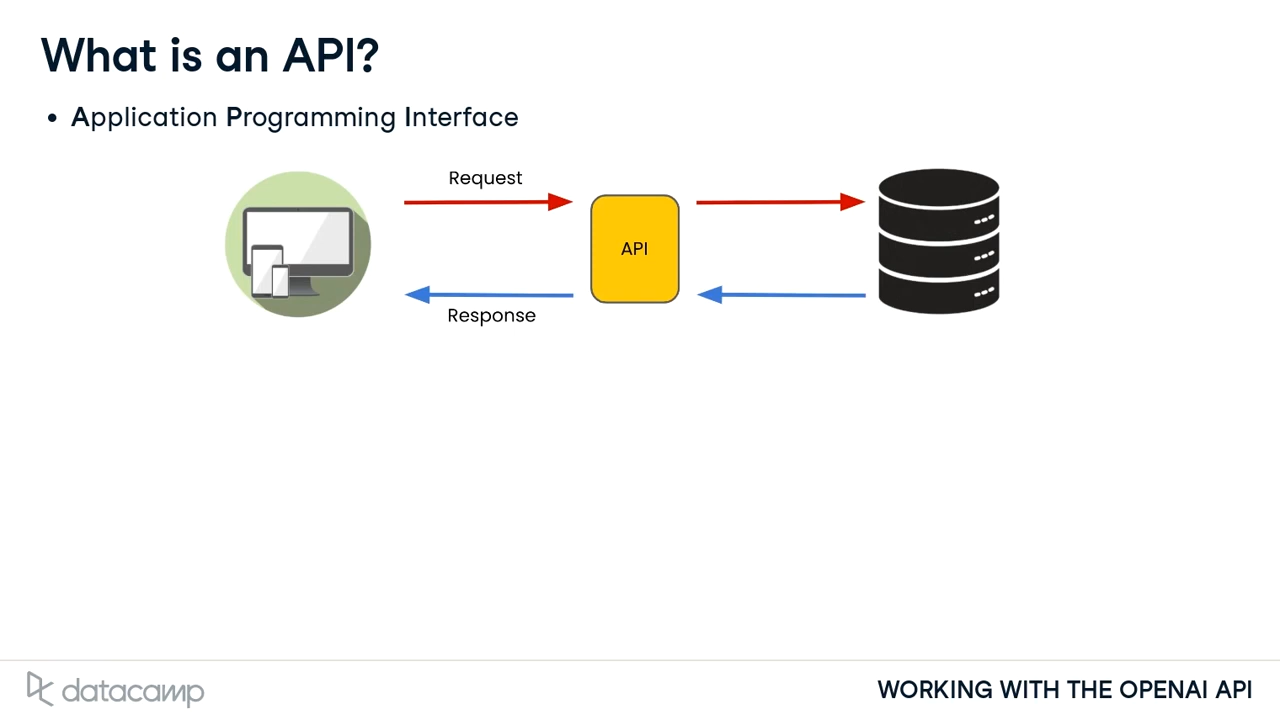 What is an API?
• Application Programming Interface
Request
API
Response
datacamp
WORKING WITH THE OPENAI API